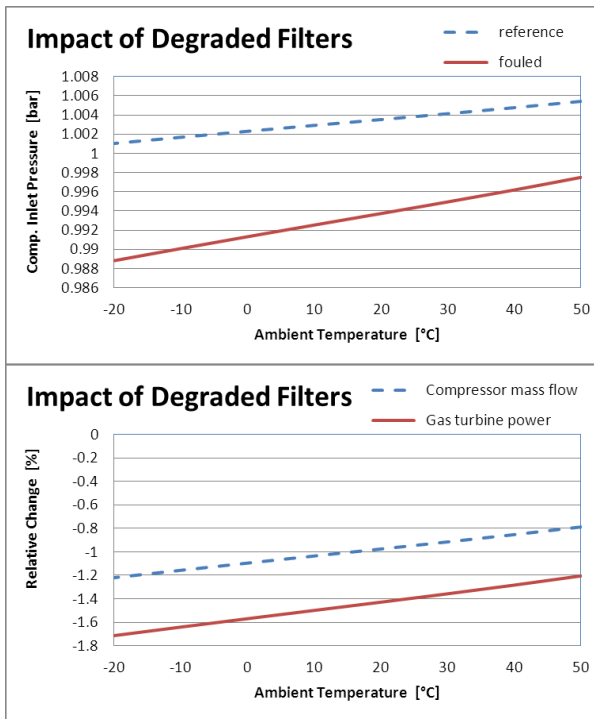 Impact of Degraded Filters
reference
fouled
Comp. Inlet Pressure [bar]
1.008
1.006
1.004
1.002
1
0.998
0.996
0.994
0.992
0.99
0.988
0.986
-20 -10 0 10 20 30 40 50
Ambient Temperature [°C]
Impact of Degraded Filters
Compressor mass flow
Gas turbine power
Relative Change [%]
0
-0.2
-0.4
-0.6
-0.8
-1
-1.2
-1.4
-1.6
-1.8
-20 -10 0 10 20 30 40 50
Ambient Temperature [°C]